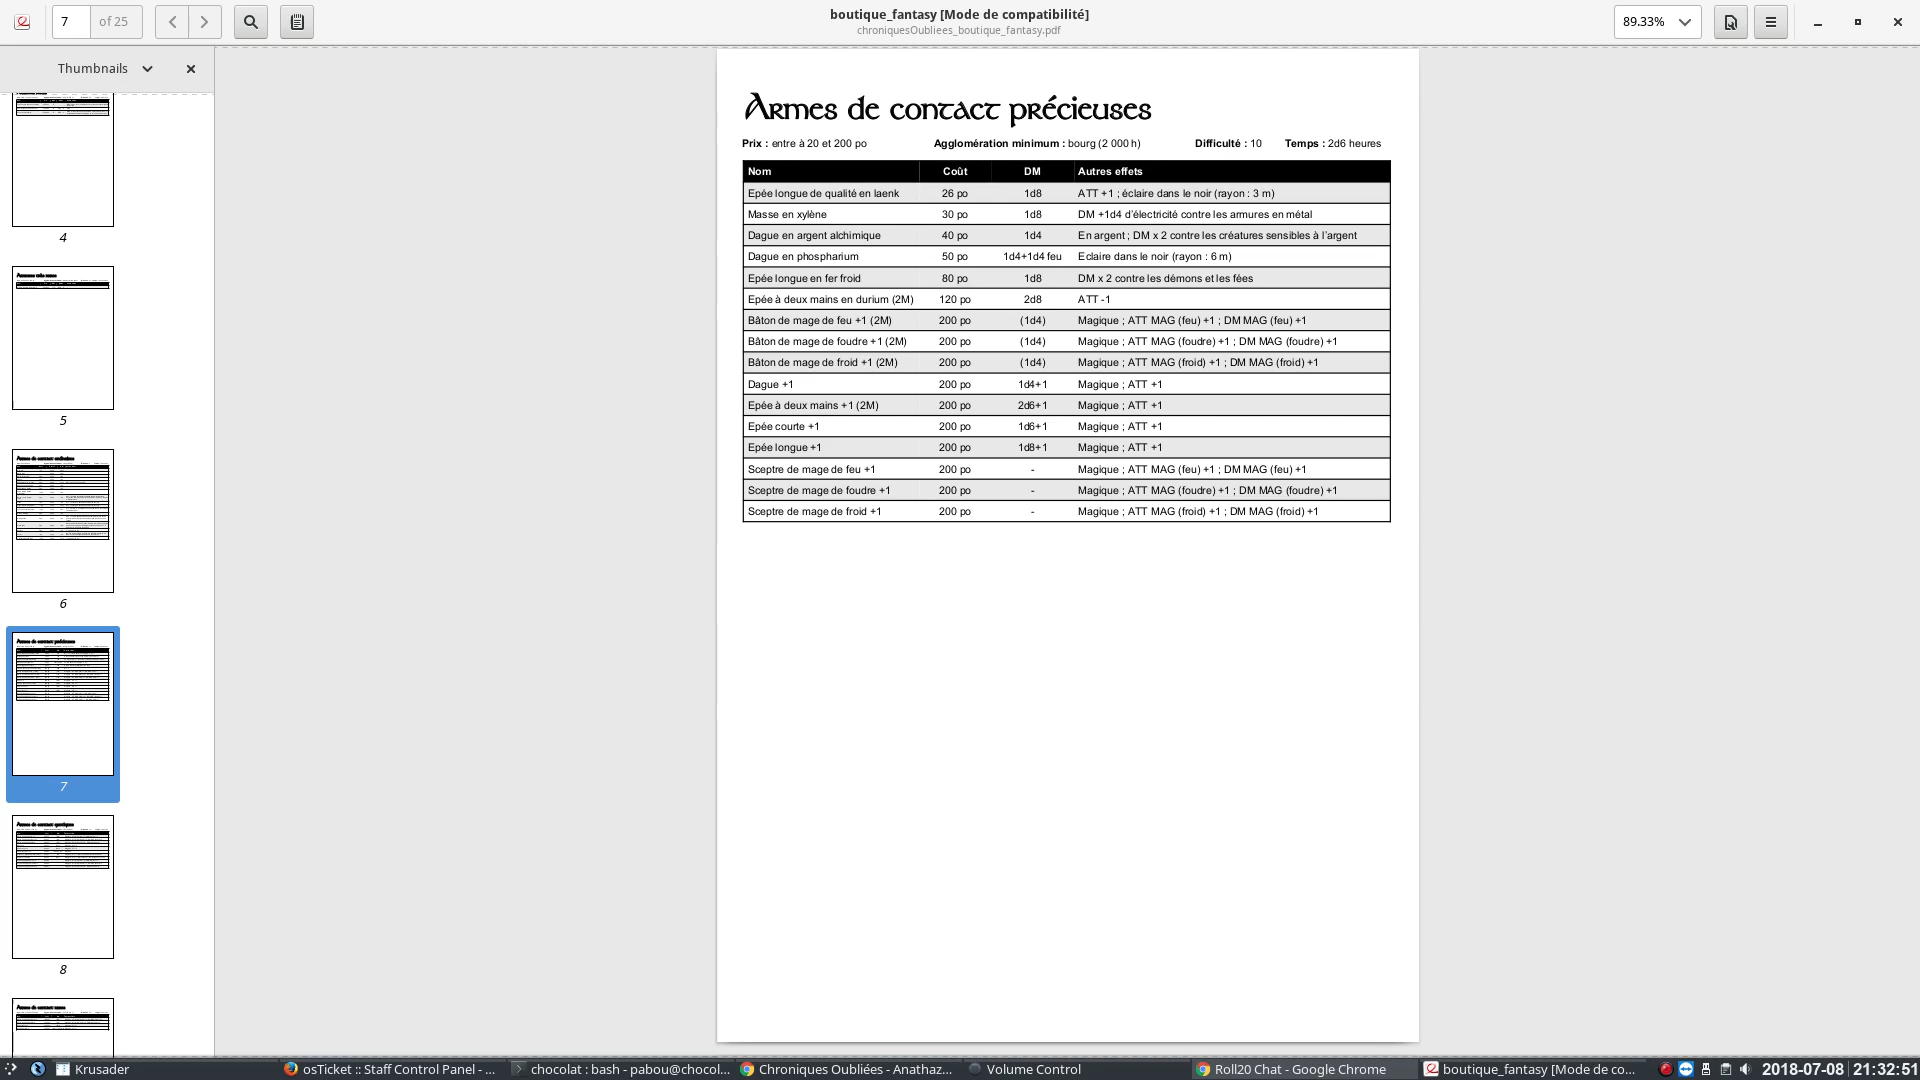 7 of 25
boutique_fantasy [Mode de compatibilité]
chroniquesOubliees_boutique_fantasy.pdf
89.33%
Thumbnails
4
5
6
Armes de contact précieuses
7
8
Armes de contact précieuses
Prix : entre à 20 et 200 po Agglomération minimum : bourg (2 000 h) Difficulté : 10 Temps : 2d6 heures
Nom Coût DM Autres effets
Epée longue de qualité en laenk 26 po 1d8 ATT +1 ; éclaire dans le noir (rayon : 3 m)
Masse en xylène 30 po 1d8 DM +1d4 d'électricité contre les armures en métal
Dague en argent alchimique 40 po 1d4 En argent ; DM x 2 contre les créatures sensibles à l'argent
Dague en phospharium 50 po 1d4+1d4 feu Eclaire dans le noir (rayon : 6 m)
Epée longue en fer froid 80 po 1d8 DM x 2 contre les démons et les fées
Epée à deux mains en durium (2M) 120 po 2d8 ATT -1
Bâton de mage de feu +1 (2M) 200 po (1d4) Magique ; ATT MAG (feu) +1 ; DM MAG (feu) +1
Bâton de mage de foudre +1 (2M) 200 po (1d4) Magique ; ATT MAG (foudre) +1 ; DM MAG (foudre) +1
Bâton de mage de froid +1 (2M) 200 po (1d4) Magique ; ATT MAG (froid) +1 ; DM MAG (froid) +1
Dague +1 200 po 1d4+1 Magique ; ATT +1
Epée à deux mains +1 (2M) 200 po 2d6+1 Magique ; ATT +1
Epée courte +1 200 po 1d6+1 Magique ; ATT +1
Epée longue +1 200 po 1d8+1 Magique ; ATT +1
Sceptre de mage de feu +1 200 po - Magique ; ATT MAG (feu) +1 ; DM MAG (feu) +1
Sceptre de mage de foudre +1 200 po - Magique ; ATT MAG (foudre) +1 ; DM MAG (foudre) +1
Sceptre de mage de froid +1 200 po - Magique ; ATT MAG (froid) +1 ; DM MAG (froid) +1
Krusader osTicket :: Staff Control Panel - ... chocolat : bash - pabou@chocol... Chroniques Oubliées - Anathaz... Volume Control Roll20 Chat - Google Chrome boutique_fantasy [Mode de co... 2018-07-08 21:32:51